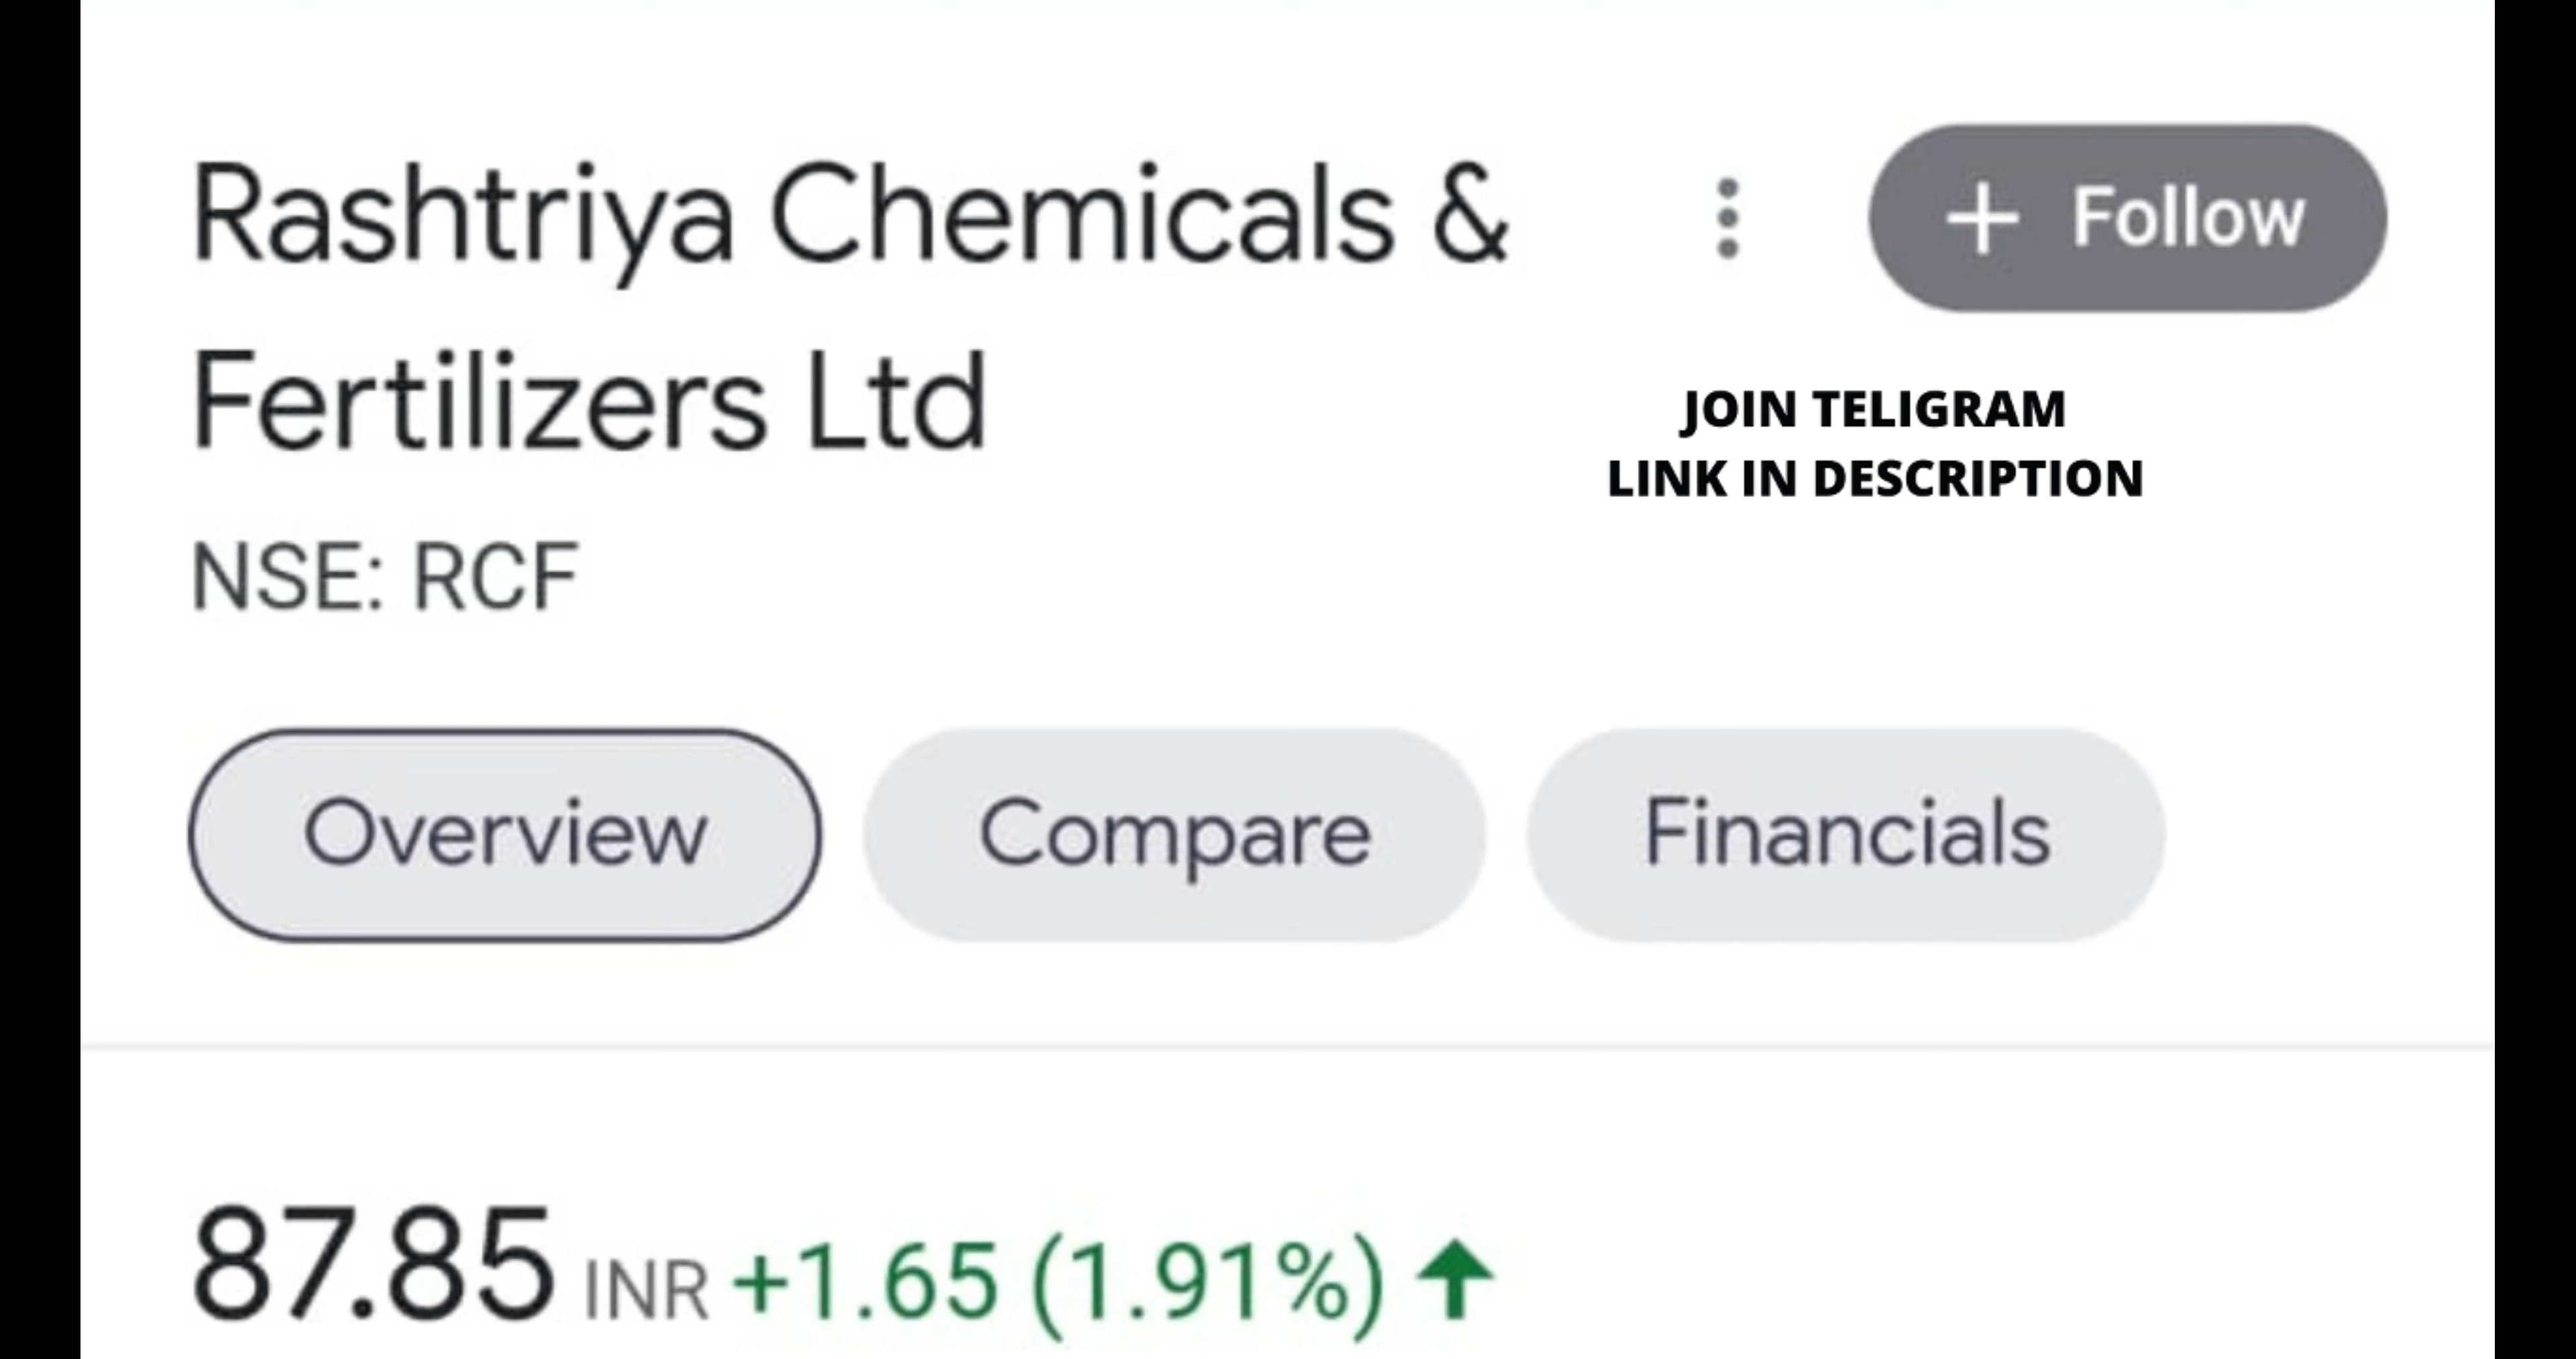 Rashtriya Chemicals &
Fertilizers Ltd
+ Follow
JOIN TELIGRAM
LINK IN DESCRIPTION
NSE: RCF
Overview
Compare
Financials
87.85 INR +1.65 (1.91%)